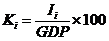 K_i = I_i / GDP × 100